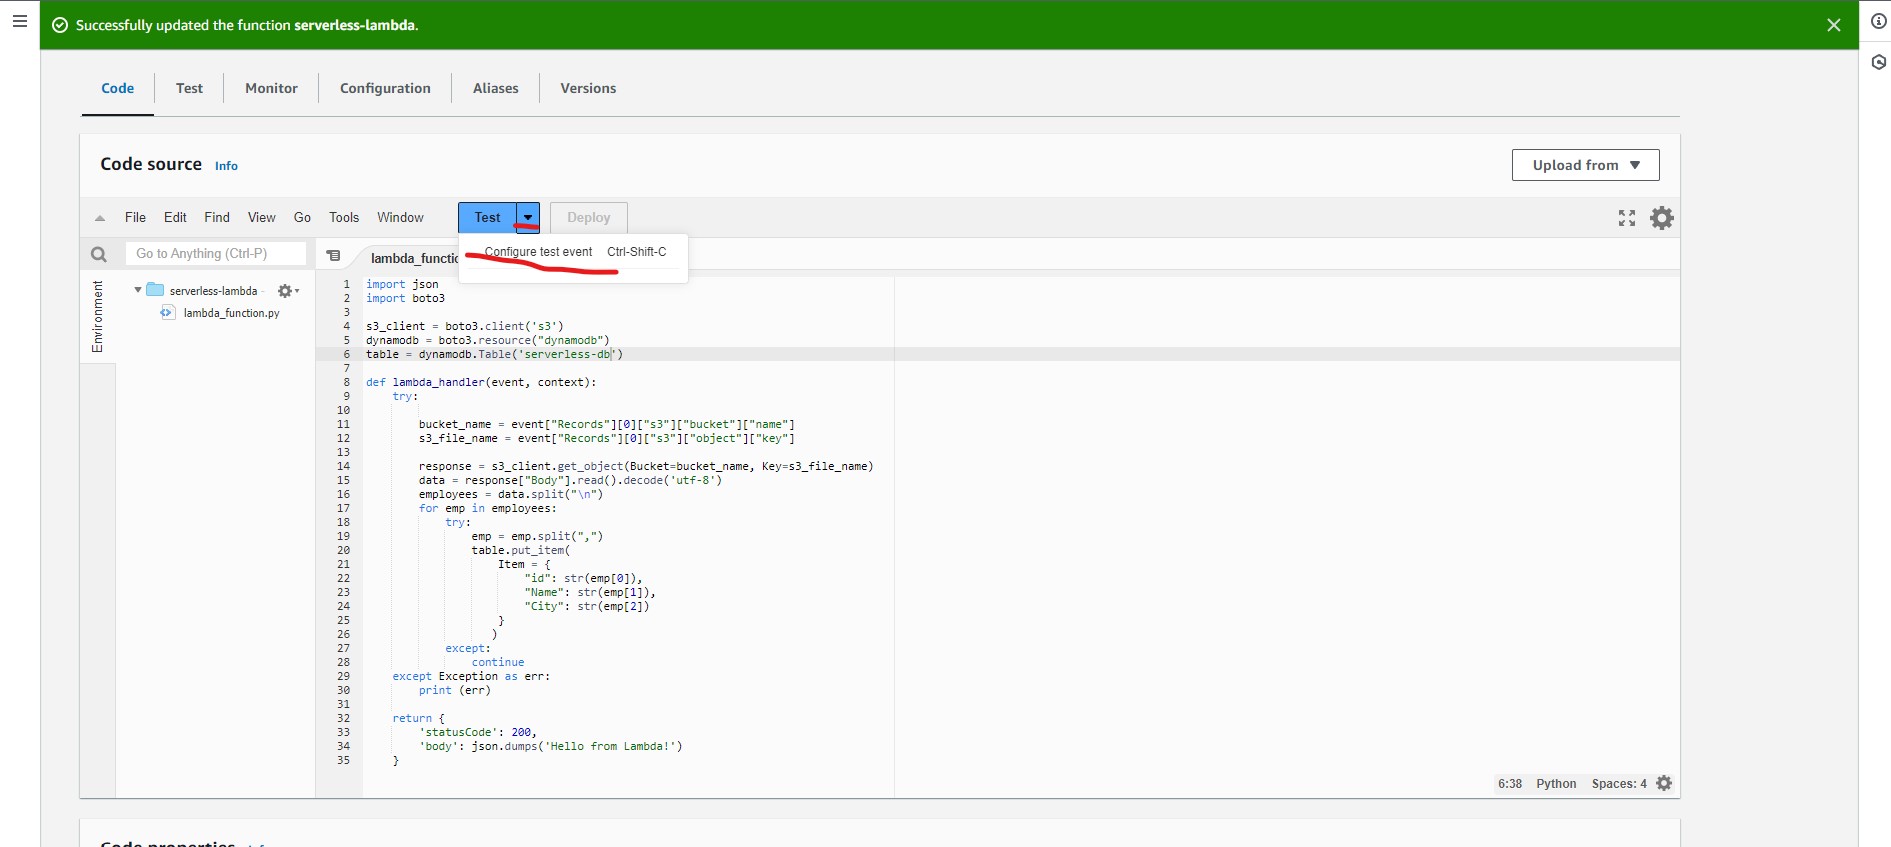 Successfully updated the function serverless-lambda.
Code Test Monitor Configuration Aliases Versions
Code source Info
Upload from
File Edit Find View Go Tools Window Test Deploy
Configure test event Ctrl-Shift-C
Go to Anything (Ctrl-P)
Environment
serverless-lambda -
lambda_function.py
lambda_functio
1 import json
2 import boto3
3
4 s3_client = boto3.client('s3')
5 dynamodb = boto3.resource("dynamodb")
6 table = dynamodb.Table('serverless-db')
7
8 def lambda_handler(event, context):
9     try:
10
11         bucket_name = event["Records"][0]["s3"]["bucket"]["name"]
12         s3_file_name = event["Records"][0]["s3"]["object"]["key"]
13
14         response = s3_client.get_object(Bucket=bucket_name, Key=s3_file_name)
15         data = response["Body"].read().decode('utf-8')
16         employees = data.split("\n")
17         for emp in employees:
18             try:
19                 emp = emp.split(",")
20                 table.put_item(
21                     Item = {
22                         "id": str(emp[0]),
23                         "Name": str(emp[1]),
24                         "City": str(emp[2])
25                     }
26                    )
27             except:
28                 continue
29     except Exception as err:
30         print (err)
31
32     return {
33         'statusCode': 200,
34         'body': json.dumps('Hello from Lambda!')
35     }
6:38 Python Spaces: 4
Code properties Info